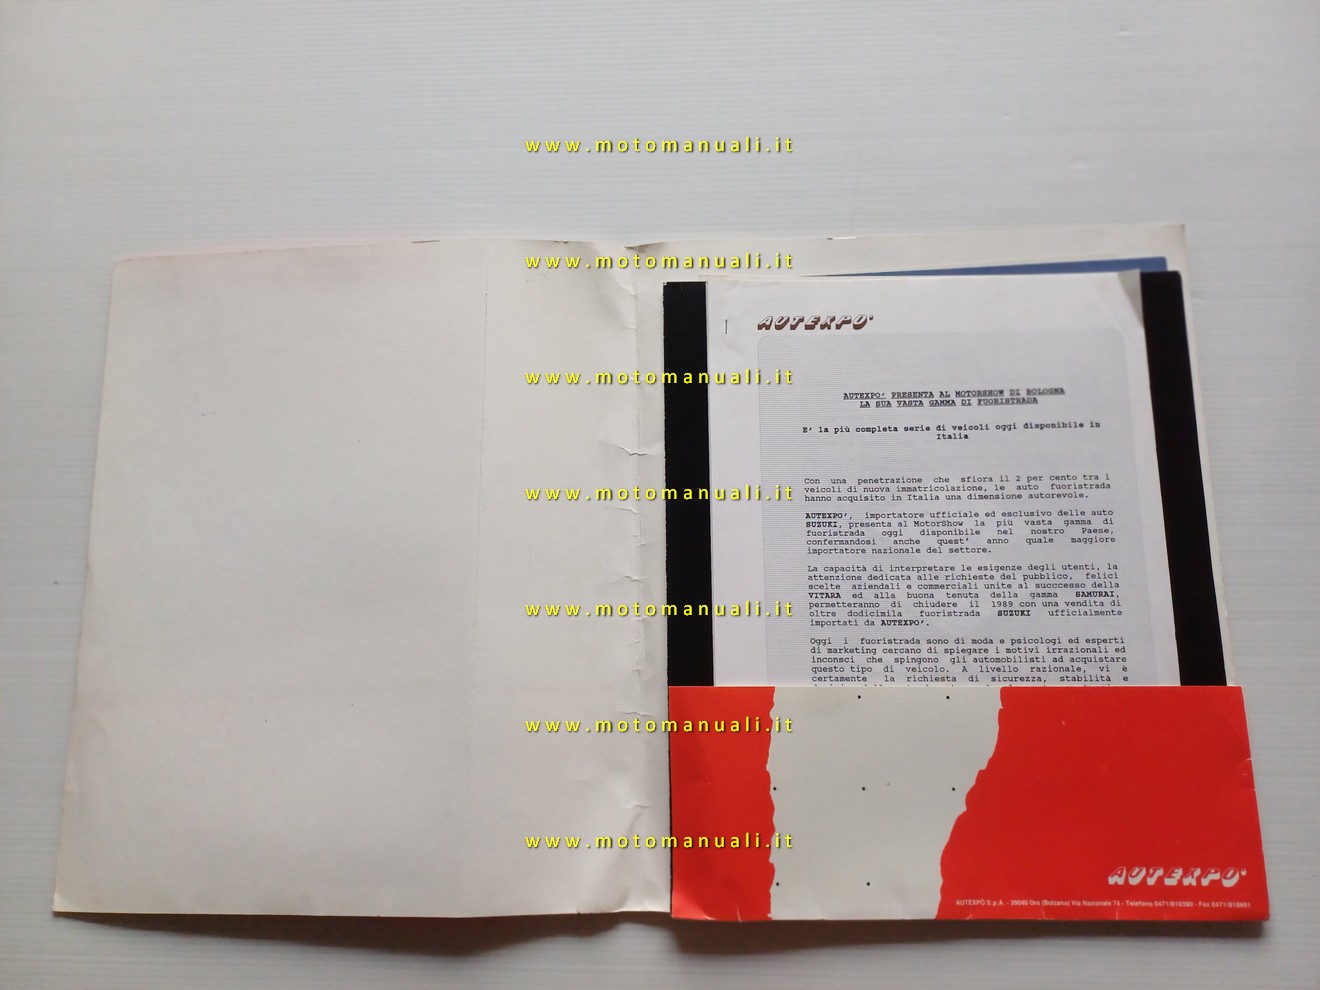 www.motomanuali.it
www.motomanuali.it
www.motomanuali.it
www.motomanuali.it
www.motomanuali.it
www.motomanuali.it
www.motomanuali.it
AUTEXPO'
AUTEXPO' PRESENTA AL MOTORSHOW DI BOLOGNA
LA SUA VASTA GAMMA DI FUORISTRADA
E' la più completa serie di veicoli oggi disponibile in
Italia
Con una penetrazione che sfiora il 2 per cento tra i
veicoli di nuova immatricolazione, le auto fuoristrada
hanno acquisito in Italia una dimensione autorevole.
AUTEXPO', importatore ufficiale ed esclusivo delle auto
SUZUKI, presenta al MotorShow la più vasta gamma di
fuoristrada oggi disponibile nel nostro Paese,
confermandosi anche quest' anno quale maggiore
importatore nazionale del settore.
La capacità di interpretare le esigenze degli utenti, la
attenzione dedicata alle richieste del pubblico, felici
scelte aziendali e commerciali unite al succcesso della
VITARA ed alla buona tenuta della gamma SAMURAI,
permetteranno di chiudere il 1989 con una vendita di
oltre dodicimila fuoristrada SUZUKI ufficialmente
importati da AUTEXPO'.
Oggi i fuoristrada sono di moda e psicologi ed esperti
di marketing cercano di spiegare i motivi irrazionali ed
inconsci che spingono gli automobilisti ad acquistare
questo tipo di veicolo. A livello razionale, vi è
certamente la richiesta di sicurezza, stabilità e
AUTEXPO'
AUTEXPO S.p.A. - 39040 Ora (Bolzano) Via Nazionale 74 - Telefono 0471/810380 - Fax 0471/810691